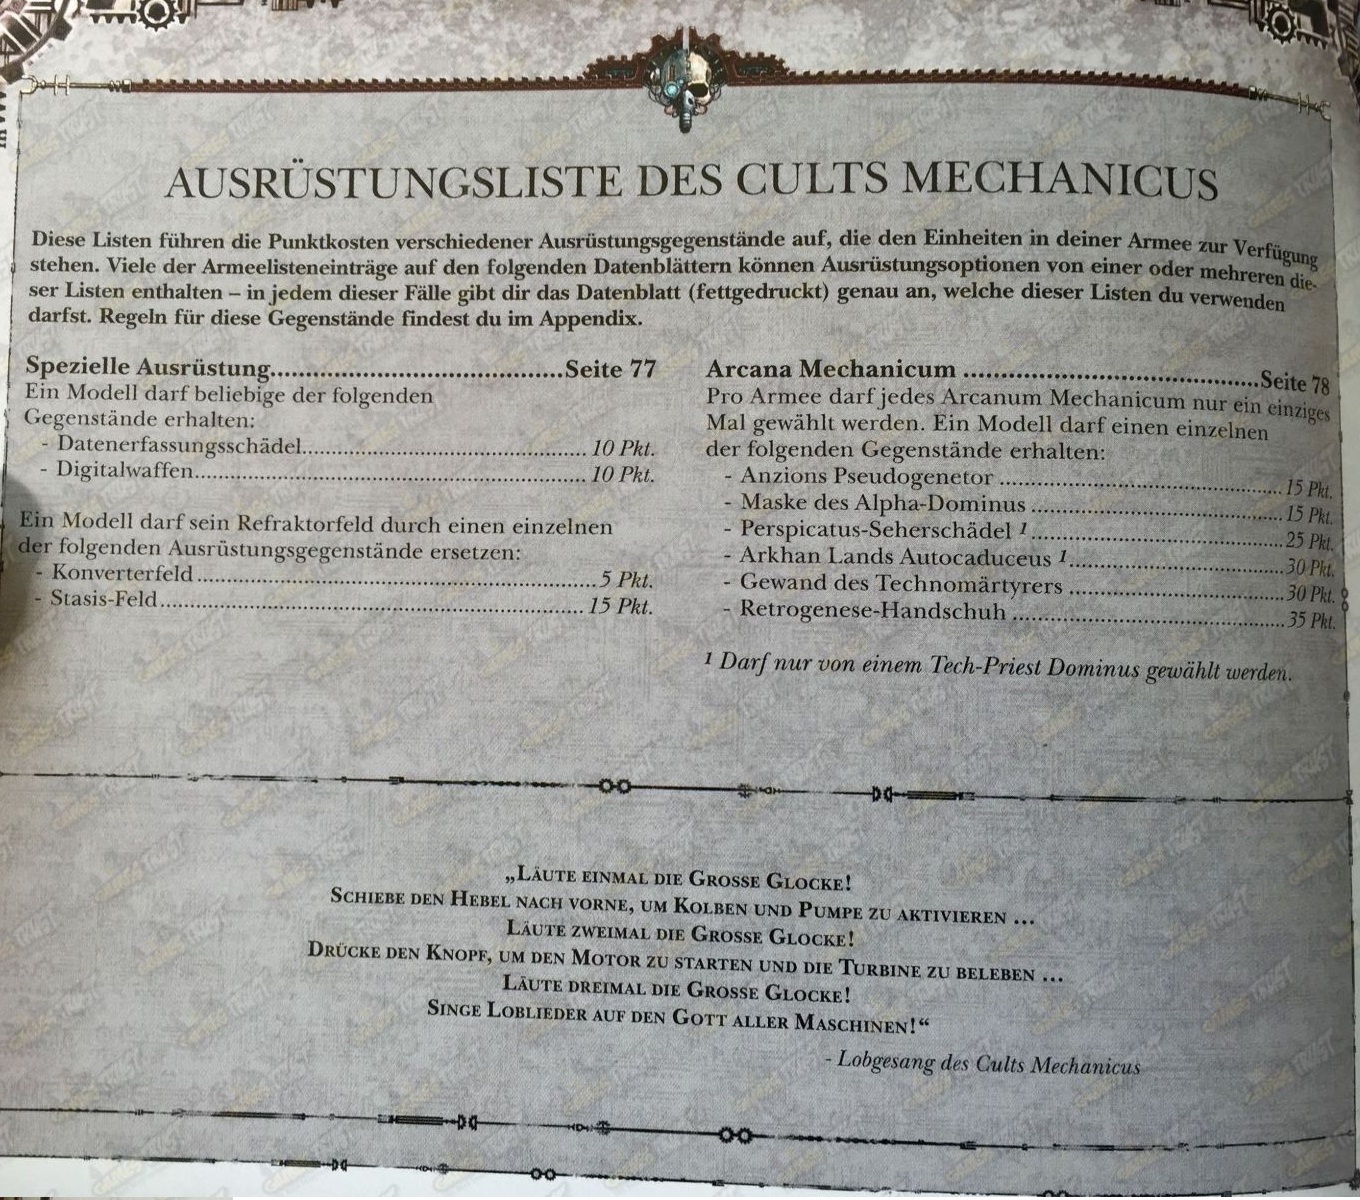 AUSRÜSTUNGSLISTE DES CULTS MECHANICUS
Diese Listen führen die Punktkosten verschiedener Ausrüstungsgegenstände auf, die den Einheiten in deiner Armee zur Verfügung
stehen. Viele der Armeelisteneinträge auf den folgenden Datenblättern können Ausrüstungsoptionen von einer oder mehreren die-
ser Listen enthalten – in jedem dieser Fälle gibt dir das Datenblatt (fettgedruckt) genau an, welche dieser Listen du verwenden
darfst. Regeln für diese Gegenstände findest du im Appendix.
Spezielle Ausrüstung..........................................Seite 77
Ein Modell darf beliebige der folgenden
Gegenstände erhalten:
- Datenerfassungsschädel............................................. 10 Pkt.
- Digitalwaffen............................................................... 10 Pkt.
Ein Modell darf sein Refraktorfeld durch einen einzelnen
der folgenden Ausrüstungsgegenstände ersetzen:
- Konverterfeld ................................................................5 Pkt.
- Stasis-Feld.................................................................... 15 Pkt.
Arcana Mechanicum ..........................................Seite 78
Pro Armee darf jedes Arcanum Mechanicum nur ein einziges
Mal gewählt werden. Ein Modell darf einen einzelnen
der folgenden Gegenstände erhalten:
- Anzions Pseudogenetor .............................................. 15 Pkt.
- Maske des Alpha-Dominus ......................................... 15 Pkt.
- Perspicatus-Seherschädel ¹.......................................... 25 Pkt.
- Arkhan Lands Autocaduceus ¹.................................... 30 Pkt.
- Gewand des Technomärtyrers .................................... 30 Pkt.
- Retrogenese-Handschuh ............................................ 35 Pkt.
¹ Darf nur von einem Tech-Priest Dominus gewählt werden.
„LÄUTE EINMAL DIE GROSSE GLOCKE!
SCHIEBE DEN HEBEL NACH VORNE, UM KOLBEN UND PUMPE ZU AKTIVIEREN ...
LÄUTE ZWEIMAL DIE GROSSE GLOCKE!
DRÜCKE DEN KNOPF, UM DEN MOTOR ZU STARTEN UND DIE TURBINE ZU BELEBEN ...
LÄUTE DREIMAL DIE GROSSE GLOCKE!
SINGE LOBLIEDER AUF DEN GOTT ALLER MASCHINEN!“
- Lobgesang des Cults Mechanicus